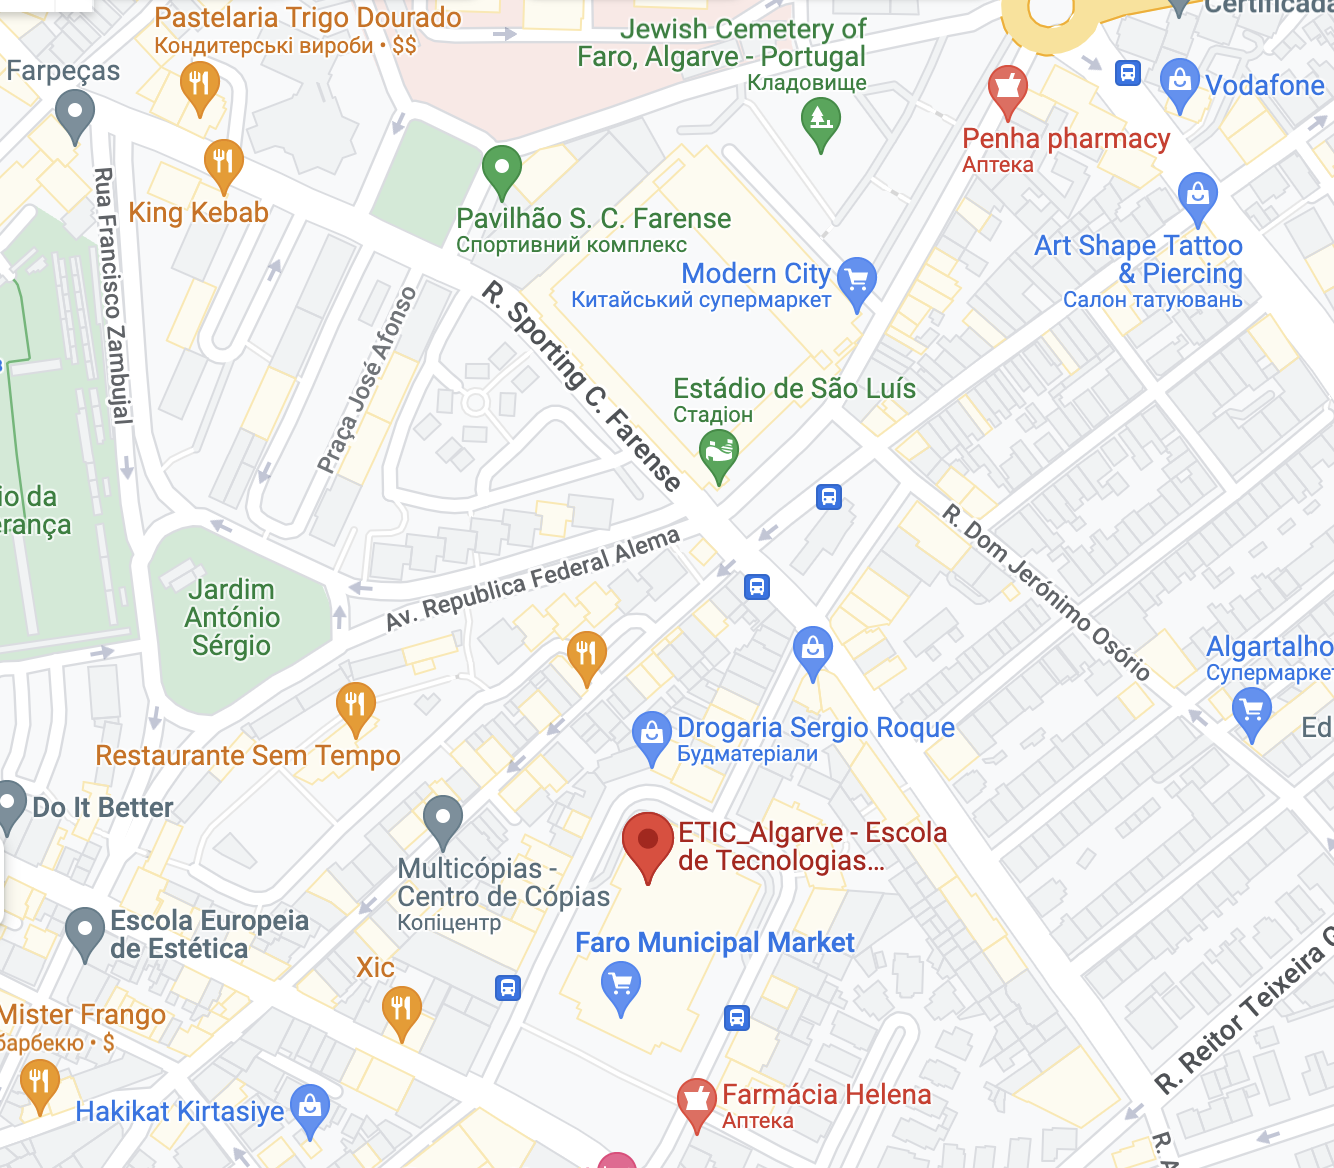 Pastelaria Trigo Dourado
Кондитерські вироби • $$
Jewish Cemetery of
Faro, Algarve - Portugal
Кладовище
Farpeças
Vodafone
Penha pharmacy
Аптека
King Kebab
Rua Francisco Zambujal
Pavilhão S. C. Farense
Спортивний комплекс
Art Shape Tattoo
& Piercing
Салон татуювань
Modern City
Китайський супермаркет
R. Sporting C. Farense
Praça José Afonso
Estádio de São Luís
Стадіон
io da
erança
R. Dom Jerónimo Osório
Av. Republica Federal Alema
Jardim
António
Sérgio
Algartalho
Супермаркет
Drogaria Sergio Roque
Будматеріали
Ed
Restaurante Sem Tempo
Do It Better
ETIC_Algarve - Escola
de Tecnologias...
Multicópias -
Centro de Cópias
Копіцентр
Escola Europeia
de Estética
Faro Municipal Market
Xic
Mister Frango
барбекю • $
R. Reitor Teixeira G
Hakikat Kirtasiye
Farmácia Helena
Аптека
R. A